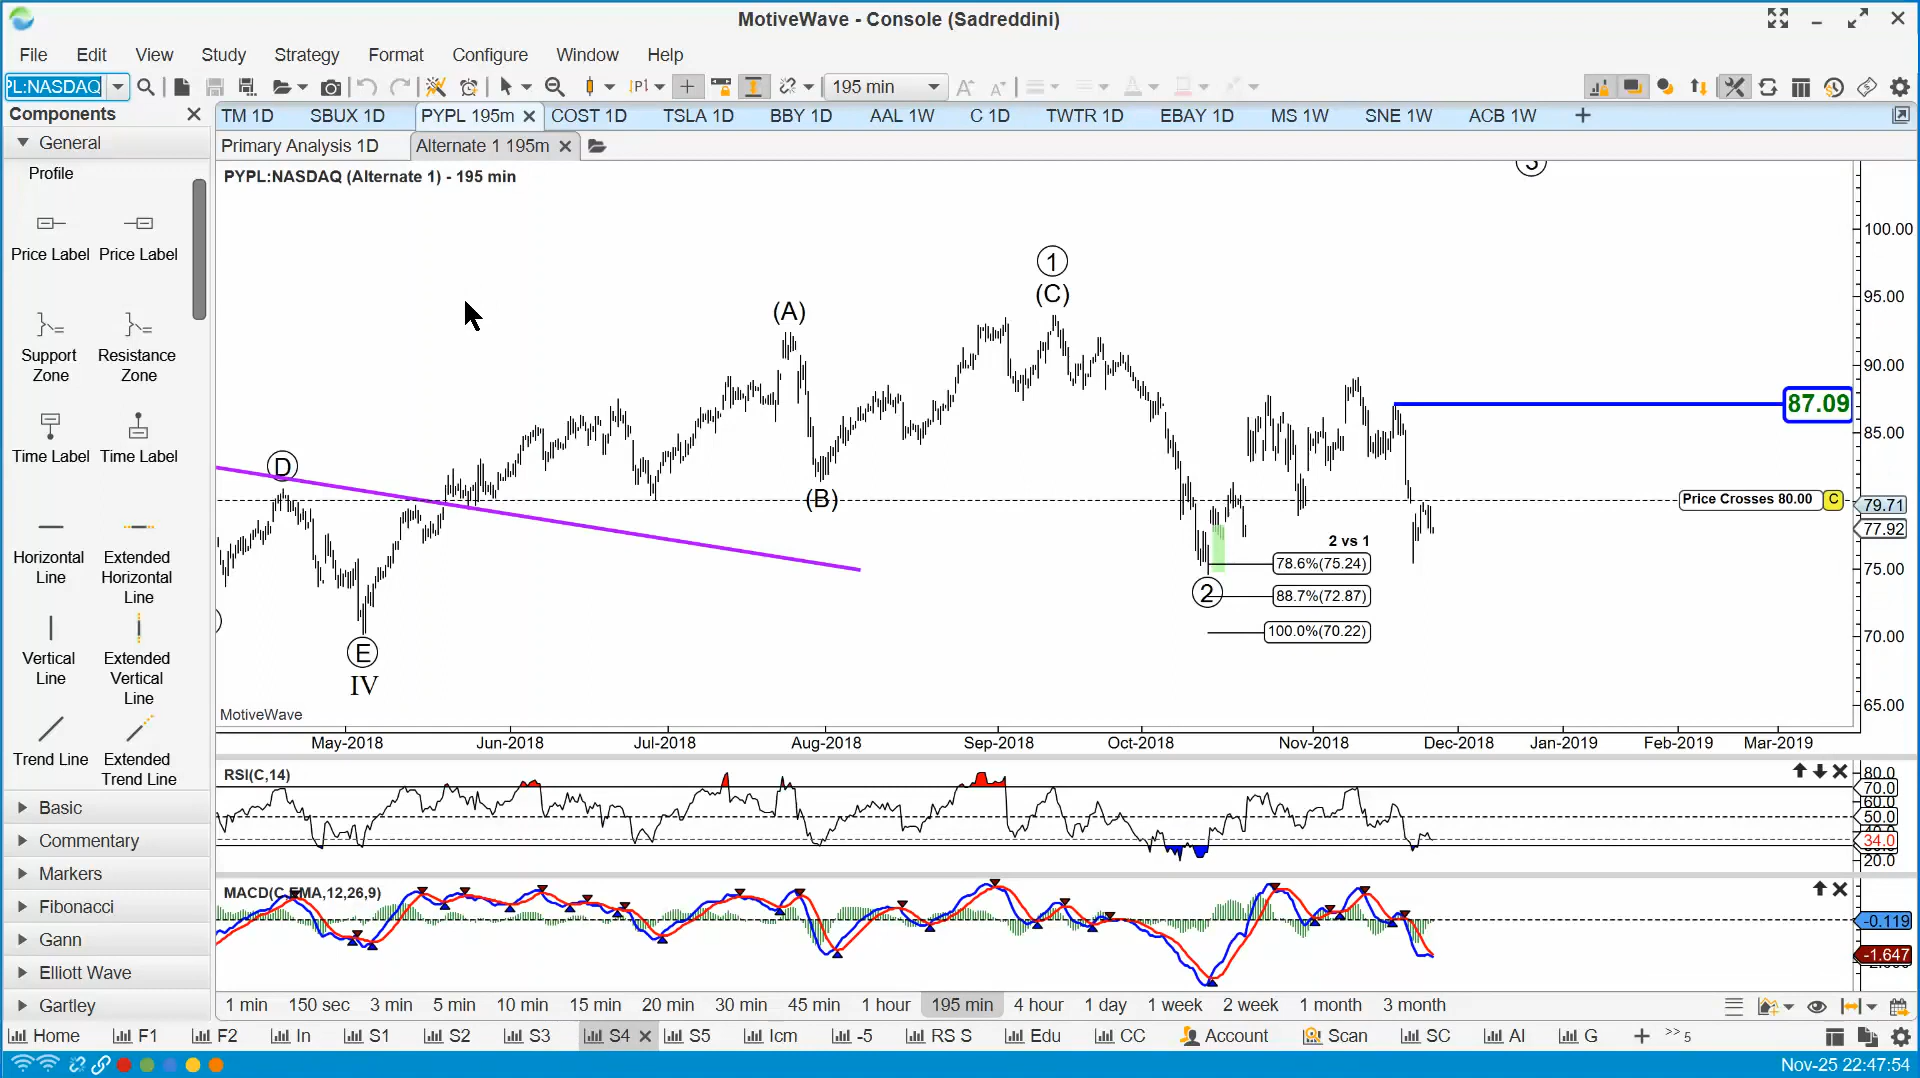 MotiveWave - Console (Sadreddini)
File Edit View Study Strategy Format Configure Window Help
PL:NASDAQ 195 min
Components
TM 1D SBUX 1D PYPL 195m COST 1D TSLA 1D BBY 1D AAL 1W C 1D TWTR 1D EBAY 1D MS 1W SNE 1W ACB 1W
General
Primary Analysis 1D Alternate 1 195m
Profile
Price Label Price Label
Support Zone
Resistance Zone
Time Label Time Label
Horizontal Line
Extended Horizontal Line
Vertical Line
Extended Vertical Line
Trend Line
Extended Trend Line
Basic
Commentary
Markers
Fibonacci
Gann
Elliott Wave
Gartley
PYPL:NASDAQ (Alternate 1) - 195 min
100.00
1
(C)
95.00
(A)
90.00
87.09
85.00
D
(B)
Price Crosses 80.00 C
79.71
77.92
2 vs 1
78.6%(75.24)
75.00
2
88.7%(72.87)
100.0%(70.22)
70.00
E
IV
65.00
MotiveWave
May-2018 Jun-2018 Jul-2018 Aug-2018 Sep-2018 Oct-2018 Nov-2018 Dec-2018 Jan-2019 Feb-2019 Mar-2019
RSI(C,14)
80.0
70.0
60.0
50.0
34.0
20.0
MACD(C,EMA,12,26,9)
-0.119
-1.647
1 min 150 sec 3 min 5 min 10 min 15 min 20 min 30 min 45 min 1 hour 195 min 4 hour 1 day 1 week 2 week 1 month 3 month
Home F1 F2 In S1 S2 S3 S4 S5 Icm -5 RS S Edu CC Account Scan SC AI G + >> 5
Nov-25 22:47:54